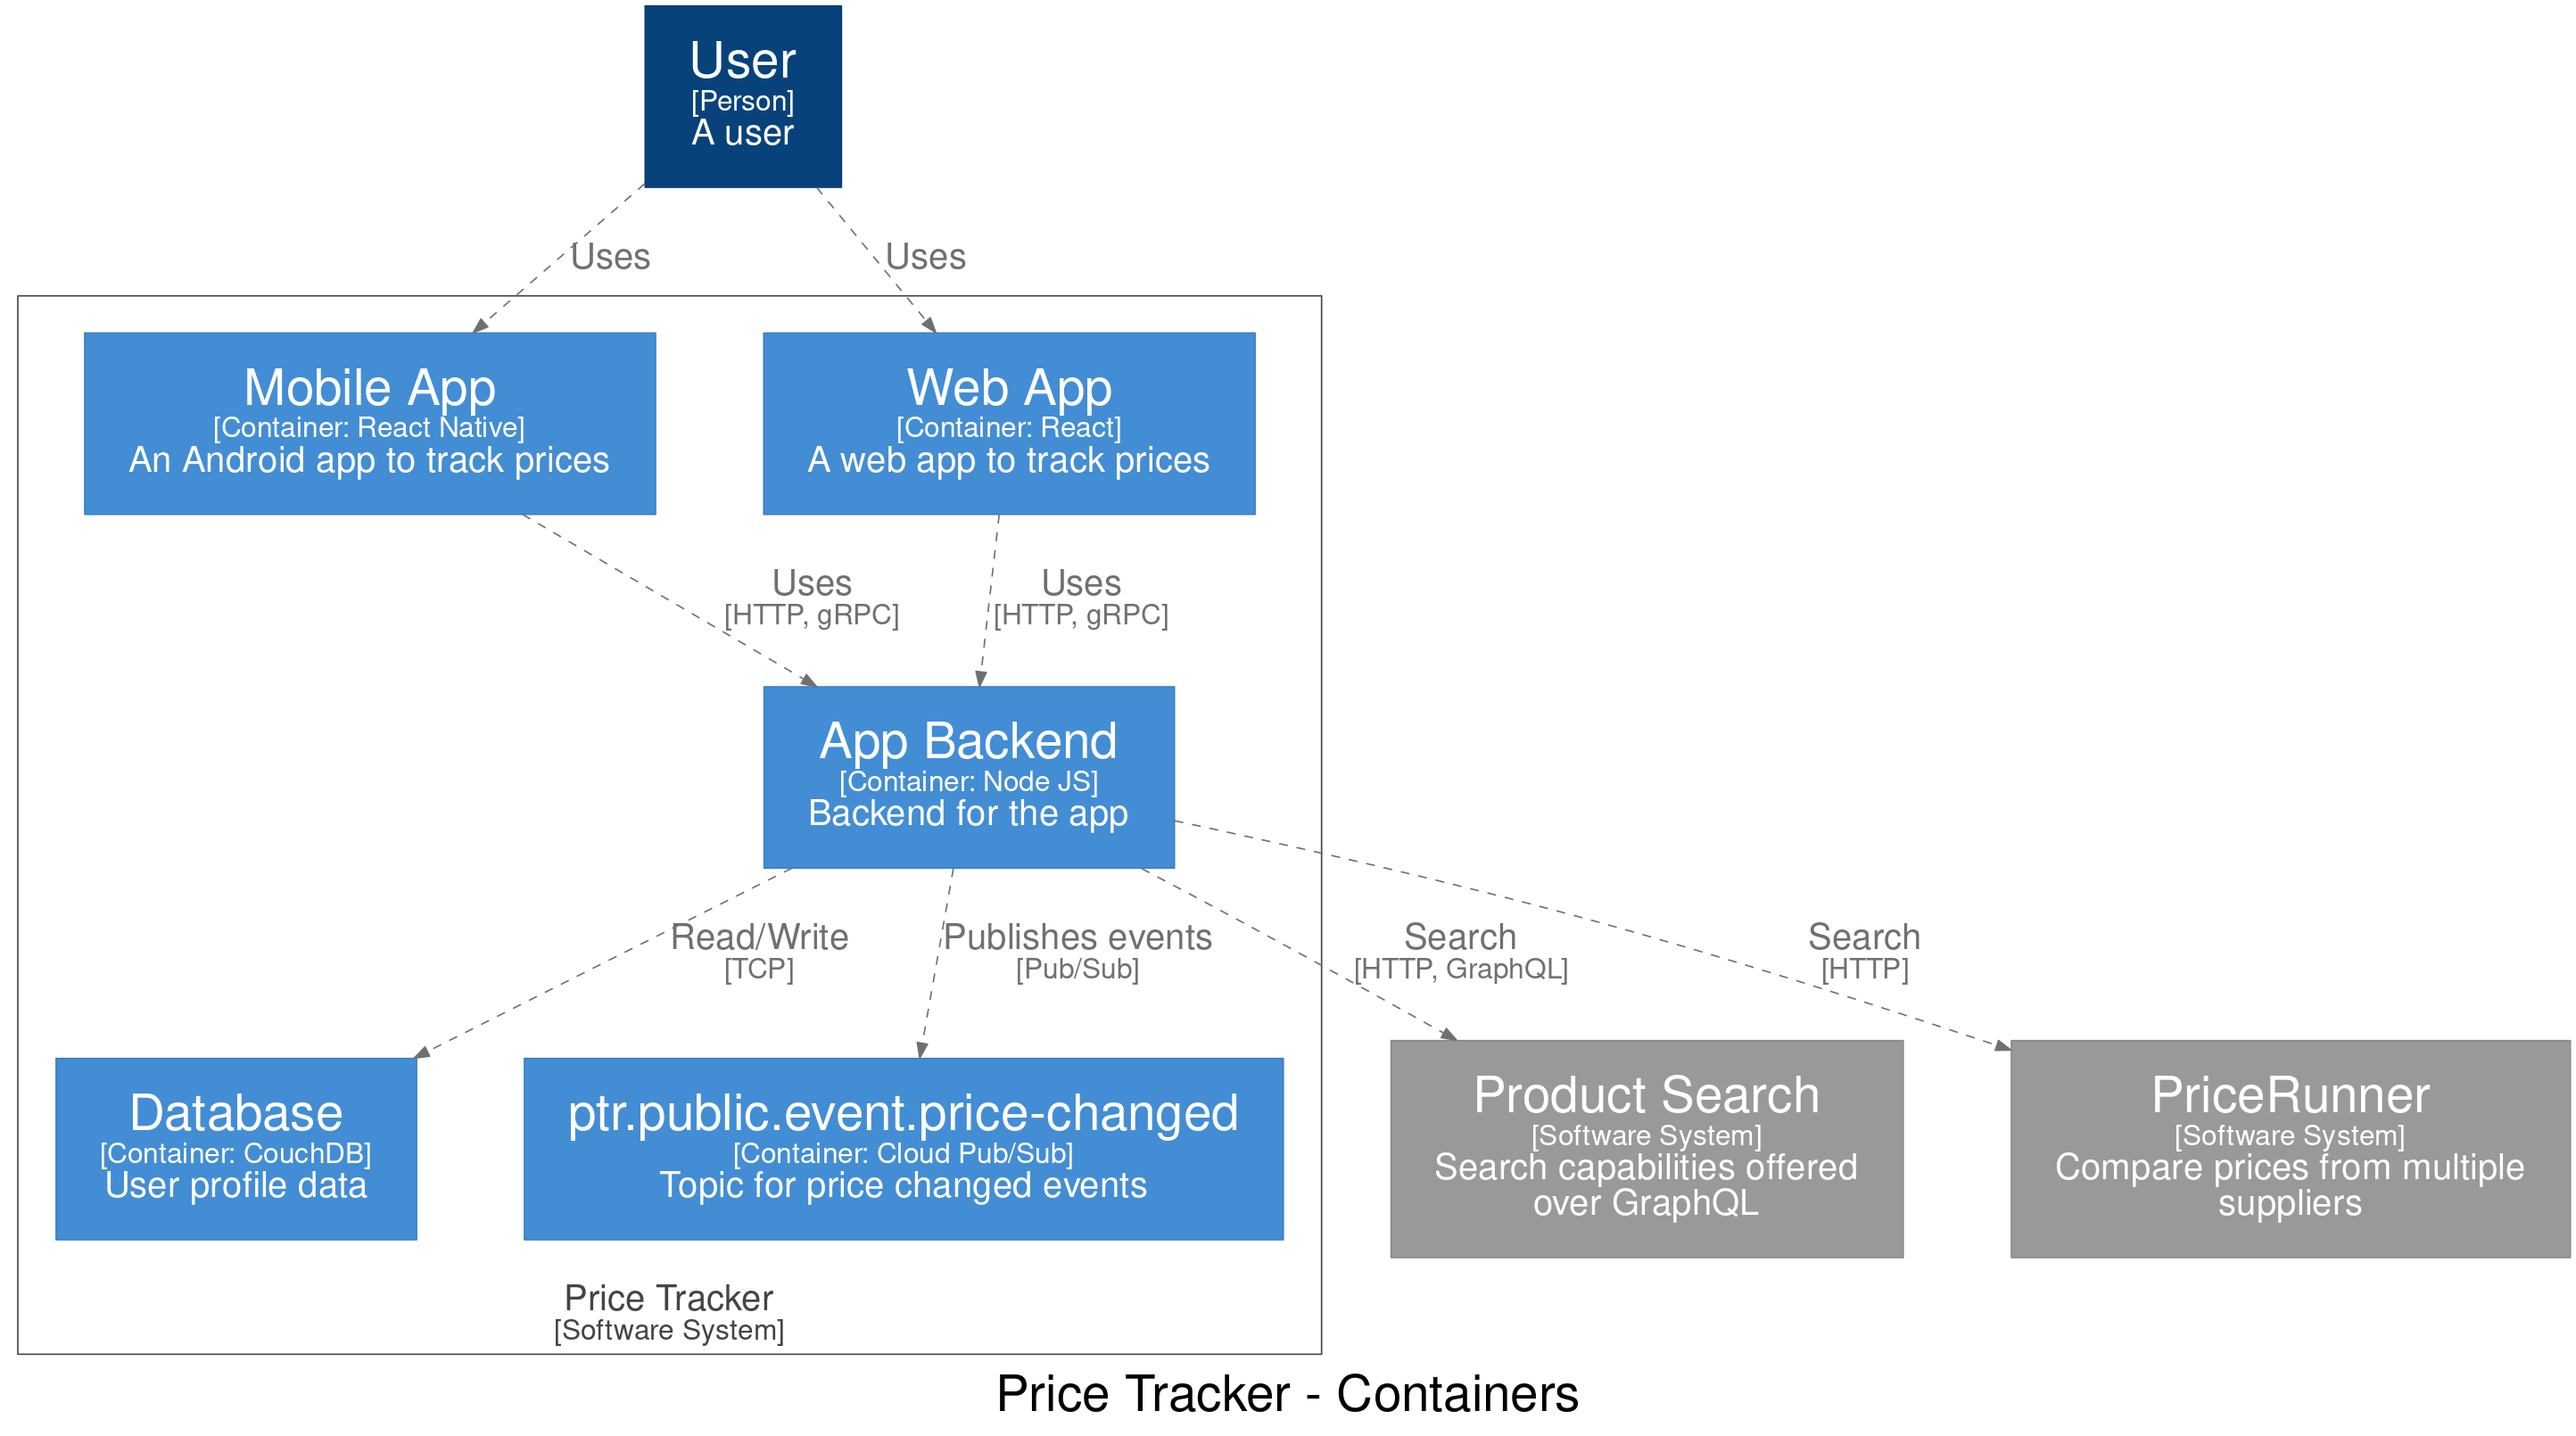 User
[Person]
A user
Uses
Uses
Mobile App
[Container: React Native]
An Android app to track prices
Web App
[Container: React]
A web app to track prices
Uses
[HTTP, gRPC]
Uses
[HTTP, gRPC]
App Backend
[Container: Node JS]
Backend for the app
Read/Write
[TCP]
Publishes events
[Pub/Sub]
Search
[HTTP, GraphQL]
Search
[HTTP]
Database
[Container: CouchDB]
User profile data
ptr.public.event.price-changed
[Container: Cloud Pub/Sub]
Topic for price changed events
Product Search
[Software System]
Search capabilities offered
over GraphQL
PriceRunner
[Software System]
Compare prices from multiple
suppliers
Price Tracker
[Software System]
Price Tracker - Containers